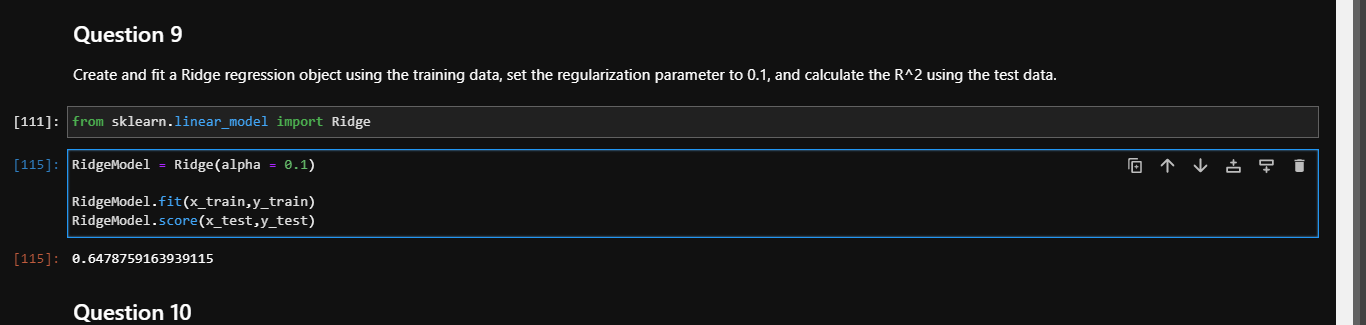 Question 9
Create and fit a Ridge regression object using the training data, set the regularization parameter to 0.1, and calculate the R^2 using the test data.
[111]: from sklearn.linear_model import Ridge
[115]: RidgeModel = Ridge(alpha = 0.1)
RidgeModel.fit(x_train,y_train)
RidgeModel.score(x_test,y_test)
[115]: 0.6478759163939115
Question 10